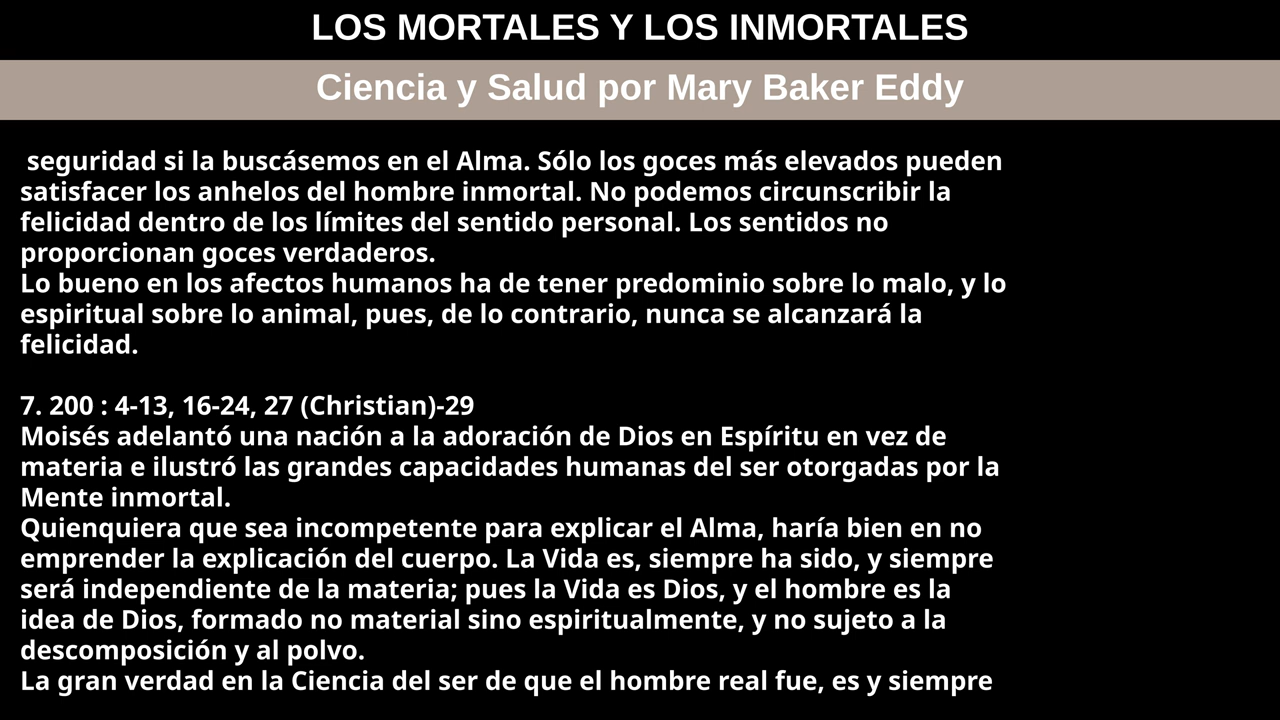 LOS MORTALES Y LOS INMORTALES
Ciencia y Salud por Mary Baker Eddy
seguridad si la buscásemos en el Alma. Sólo los goces más elevados pueden
satisfacer los anhelos del hombre inmortal. No podemos circunscribir la
felicidad dentro de los límites del sentido personal. Los sentidos no
proporcionan goces verdaderos.
Lo bueno en los afectos humanos ha de tener predominio sobre lo malo, y lo
espiritual sobre lo animal, pues, de lo contrario, nunca se alcanzará la
felicidad.
7. 200 : 4-13, 16-24, 27 (Christian)-29
Moisés adelantó una nación a la adoración de Dios en Espíritu en vez de
materia e ilustró las grandes capacidades humanas del ser otorgadas por la
Mente inmortal.
Quienquiera que sea incompetente para explicar el Alma, haría bien en no
emprender la explicación del cuerpo. La Vida es, siempre ha sido, y siempre
será independiente de la materia; pues la Vida es Dios, y el hombre es la
idea de Dios, formado no material sino espiritualmente, y no sujeto a la
descomposición y al polvo.
La gran verdad en la Ciencia del ser de que el hombre real fue, es y siempre